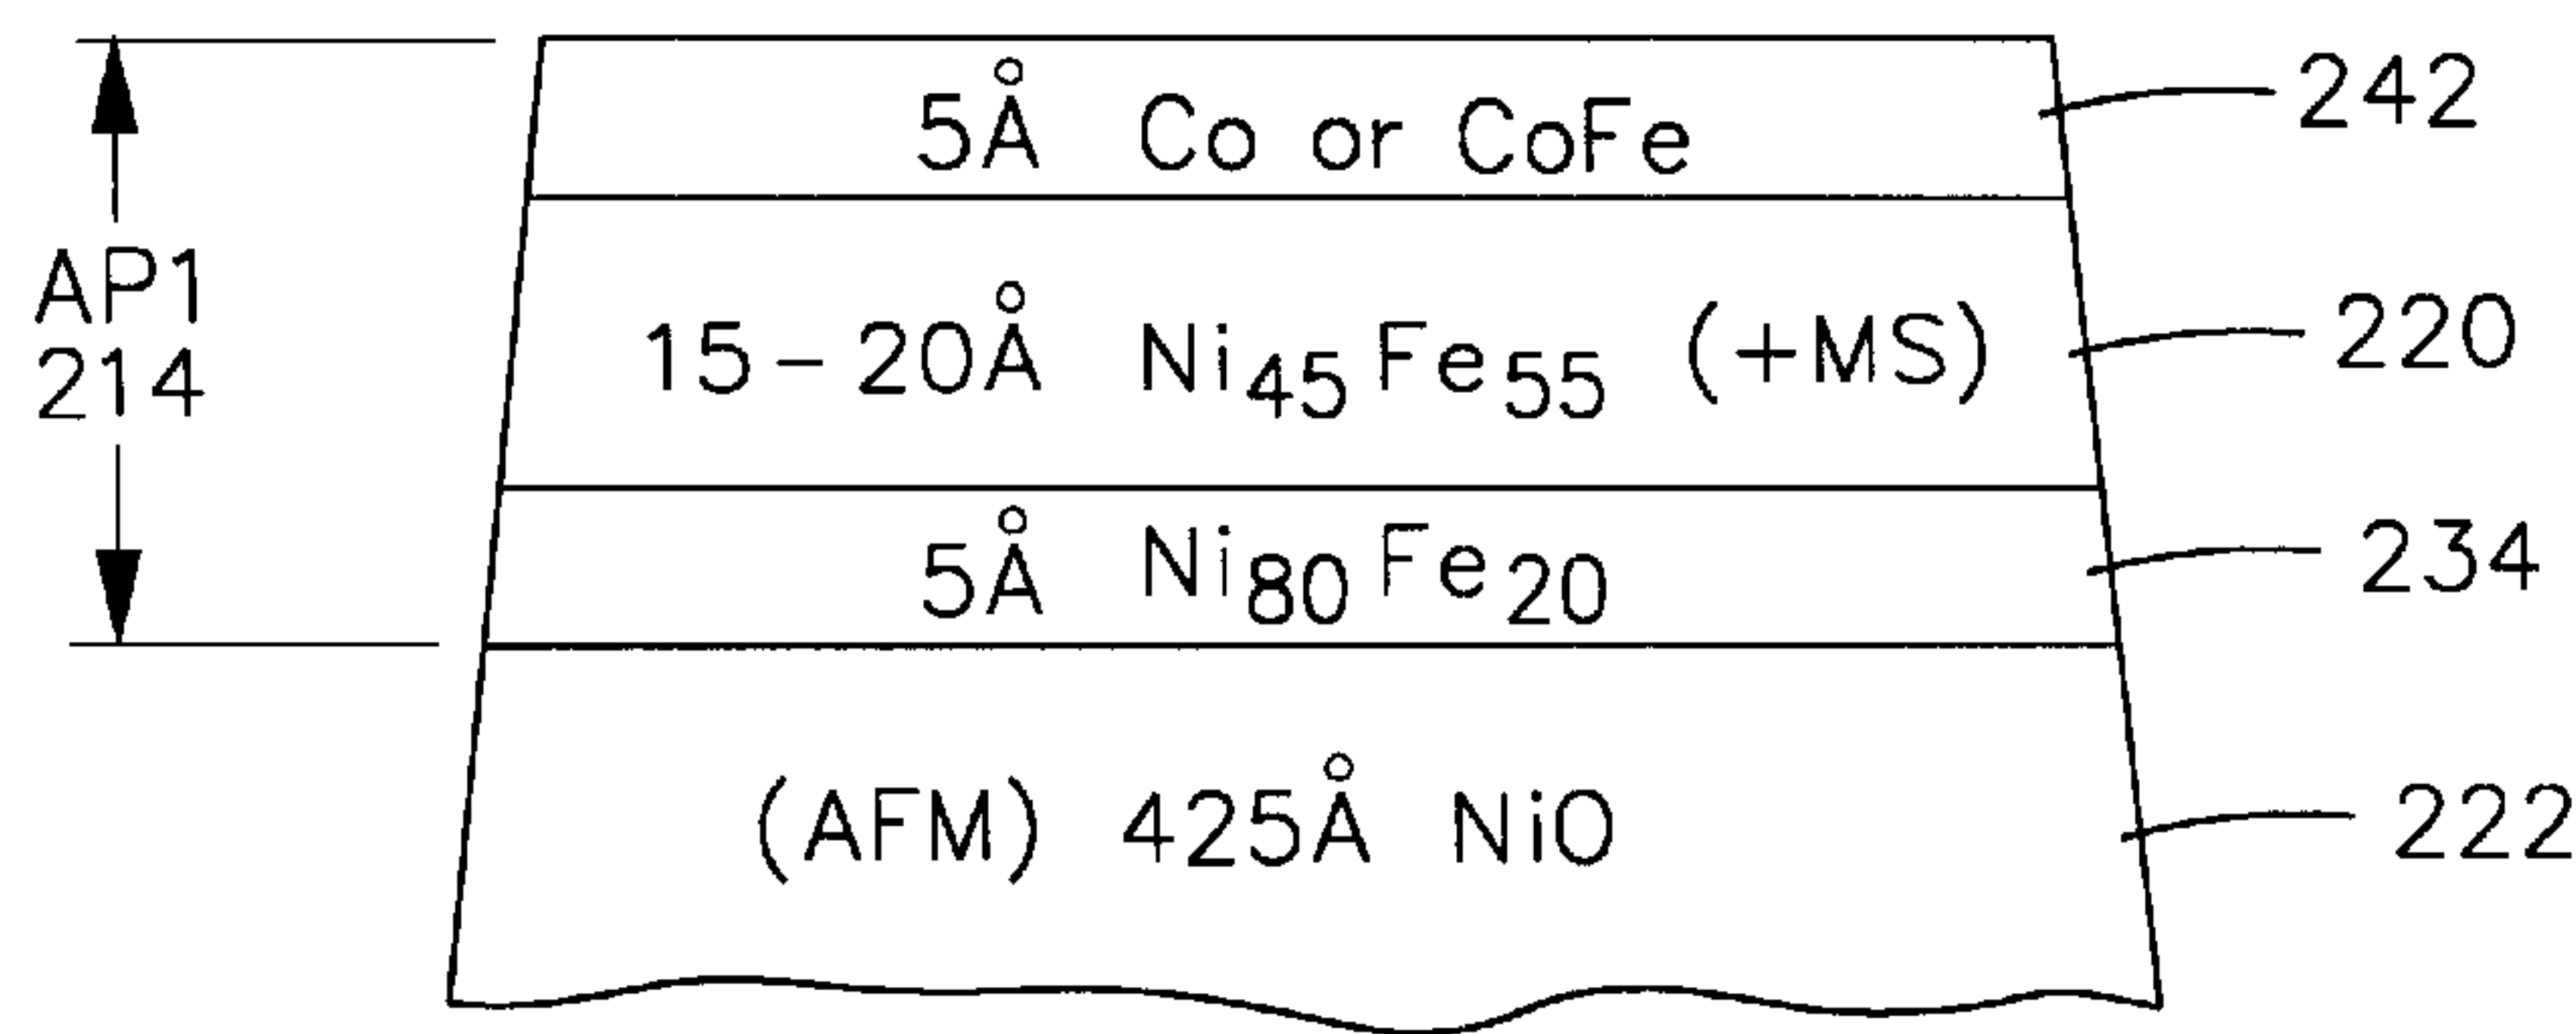 5Å Co or CoFe
242
AP1
214
15-20Å Ni45Fe55 (+MS)
220
5Å Ni80Fe20
234
(AFM) 425Å NiO
222